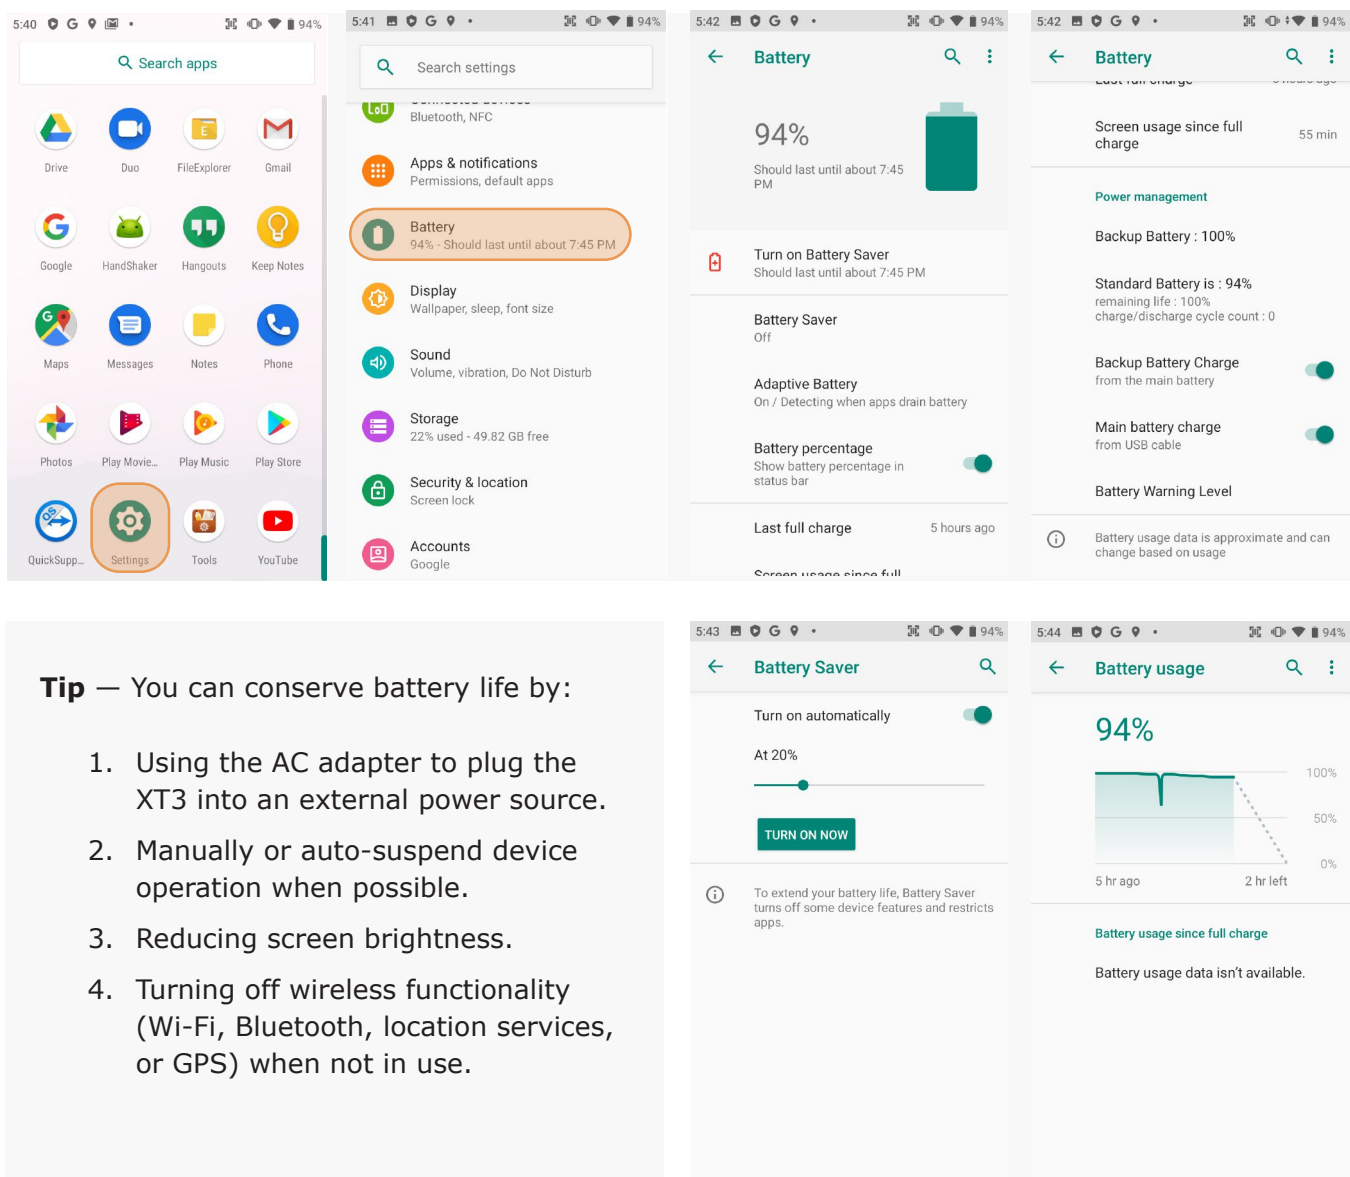 5:40 94%
Search apps
Drive Duo FileExplorer Gmail
Google HandShaker Hangouts Keep Notes
Maps Messages Notes Phone
Photos Play Movie... Play Music Play Store
QuickSupp... Settings Tools YouTube
5:41 94%
Search settings
Connected devices
Bluetooth, NFC
Apps & notifications
Permissions, default apps
Battery
94% - Should last until about 7:45 PM
Display
Wallpaper, sleep, font size
Sound
Volume, vibration, Do Not Disturb
Storage
22% used - 49.82 GB free
Security & location
Screen lock
Accounts
Google
5:42 94%
Battery
94%
Should last until about 7:45
PM
Turn on Battery Saver
Should last until about 7:45 PM
Battery Saver
Off
Adaptive Battery
On / Detecting when apps drain battery
Battery percentage
Show battery percentage in
status bar
Last full charge 5 hours ago
Screen usage since full
5:42 94%
Battery
Last full charge 5 hours ago
Screen usage since full
charge
55 min
Power management
Backup Battery : 100%
Standard Battery is : 94%
remaining life : 100%
charge/discharge cycle count : 0
Backup Battery Charge
from the main battery
Main battery charge
from USB cable
Battery Warning Level
Battery usage data is approximate and can
change based on usage
Tip — You can conserve battery life by:
1. Using the AC adapter to plug the
XT3 into an external power source.
2. Manually or auto-suspend device
operation when possible.
3. Reducing screen brightness.
4. Turning off wireless functionality
(Wi-Fi, Bluetooth, location services,
or GPS) when not in use.
5:43 94%
Battery Saver
Turn on automatically
At 20%
TURN ON NOW
To extend your battery life, Battery Saver
turns off some device features and restricts
apps.
5:44 94%
Battery usage
94%
100%
50%
0%
5 hr ago 2 hr left
Battery usage since full charge
Battery usage data isn't available.